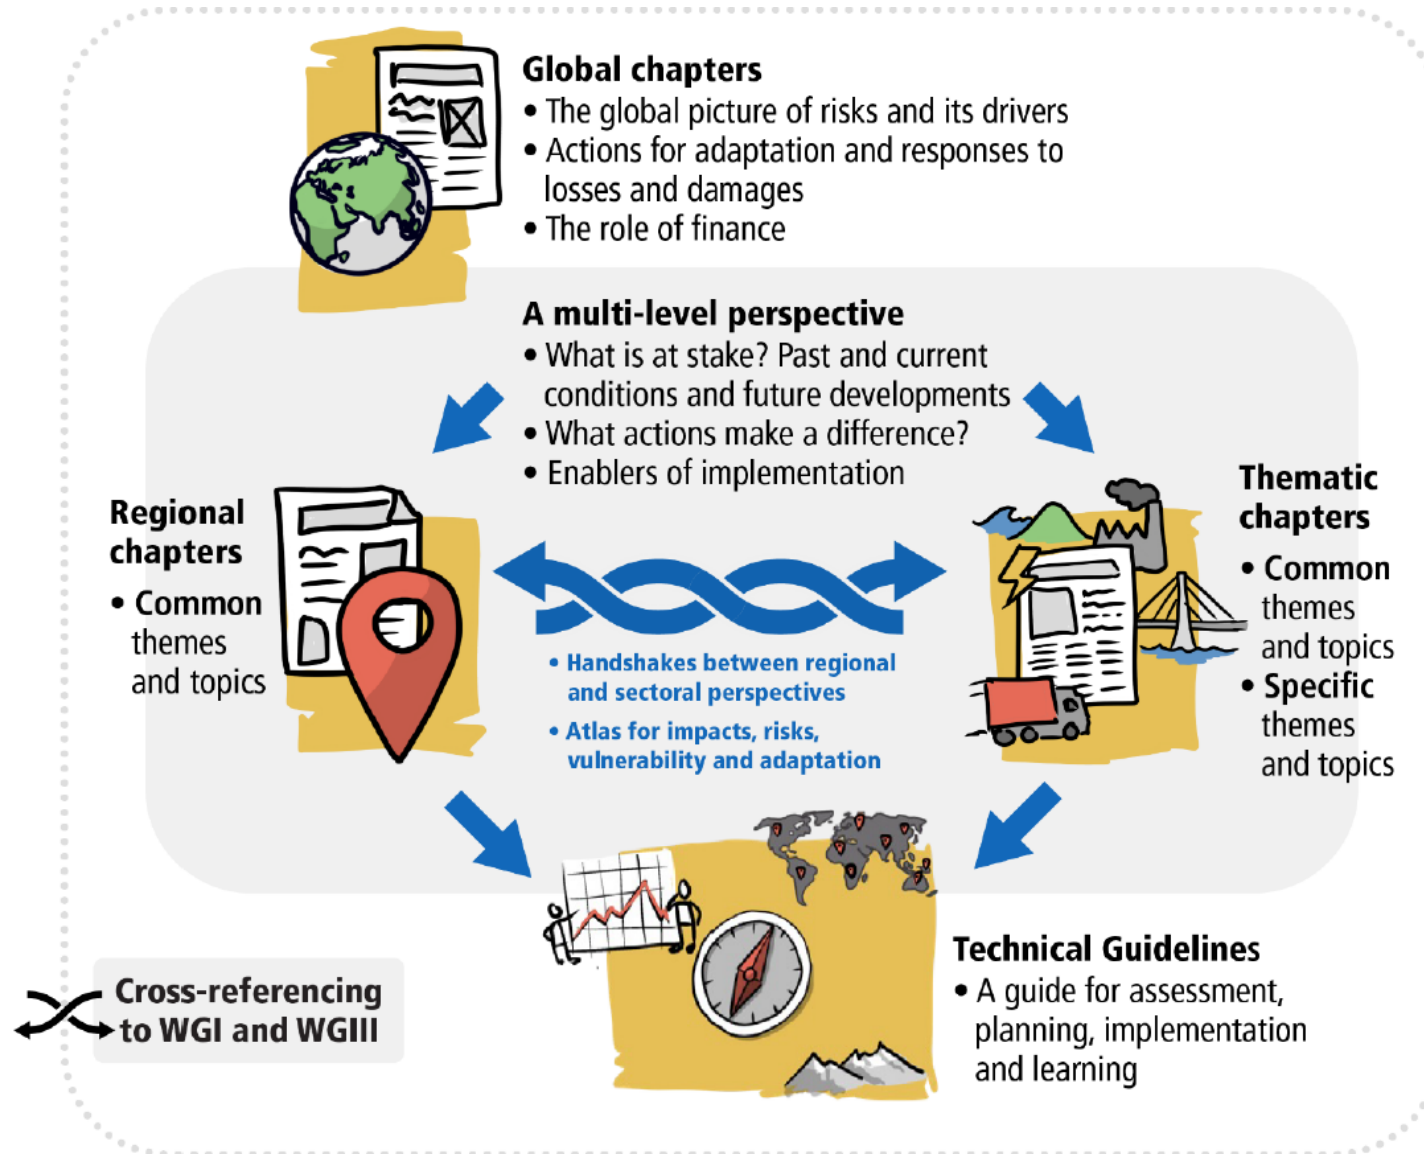 Global chapters
• The global picture of risks and its drivers
• Actions for adaptation and responses to
losses and damages
• The role of finance
A multi-level perspective
• What is at stake? Past and current
conditions and future developments
• What actions make a difference?
• Enablers of implementation
Regional
chapters
• Common
themes
and topics
• Handshakes between regional
and sectoral perspectives
• Atlas for impacts, risks,
vulnerability and adaptation
Thematic
chapters
• Common
themes
and topics
• Specific
themes
and topics
Technical Guidelines
• A guide for assessment,
planning, implementation
and learning
Cross-referencing
to WGI and WGIII